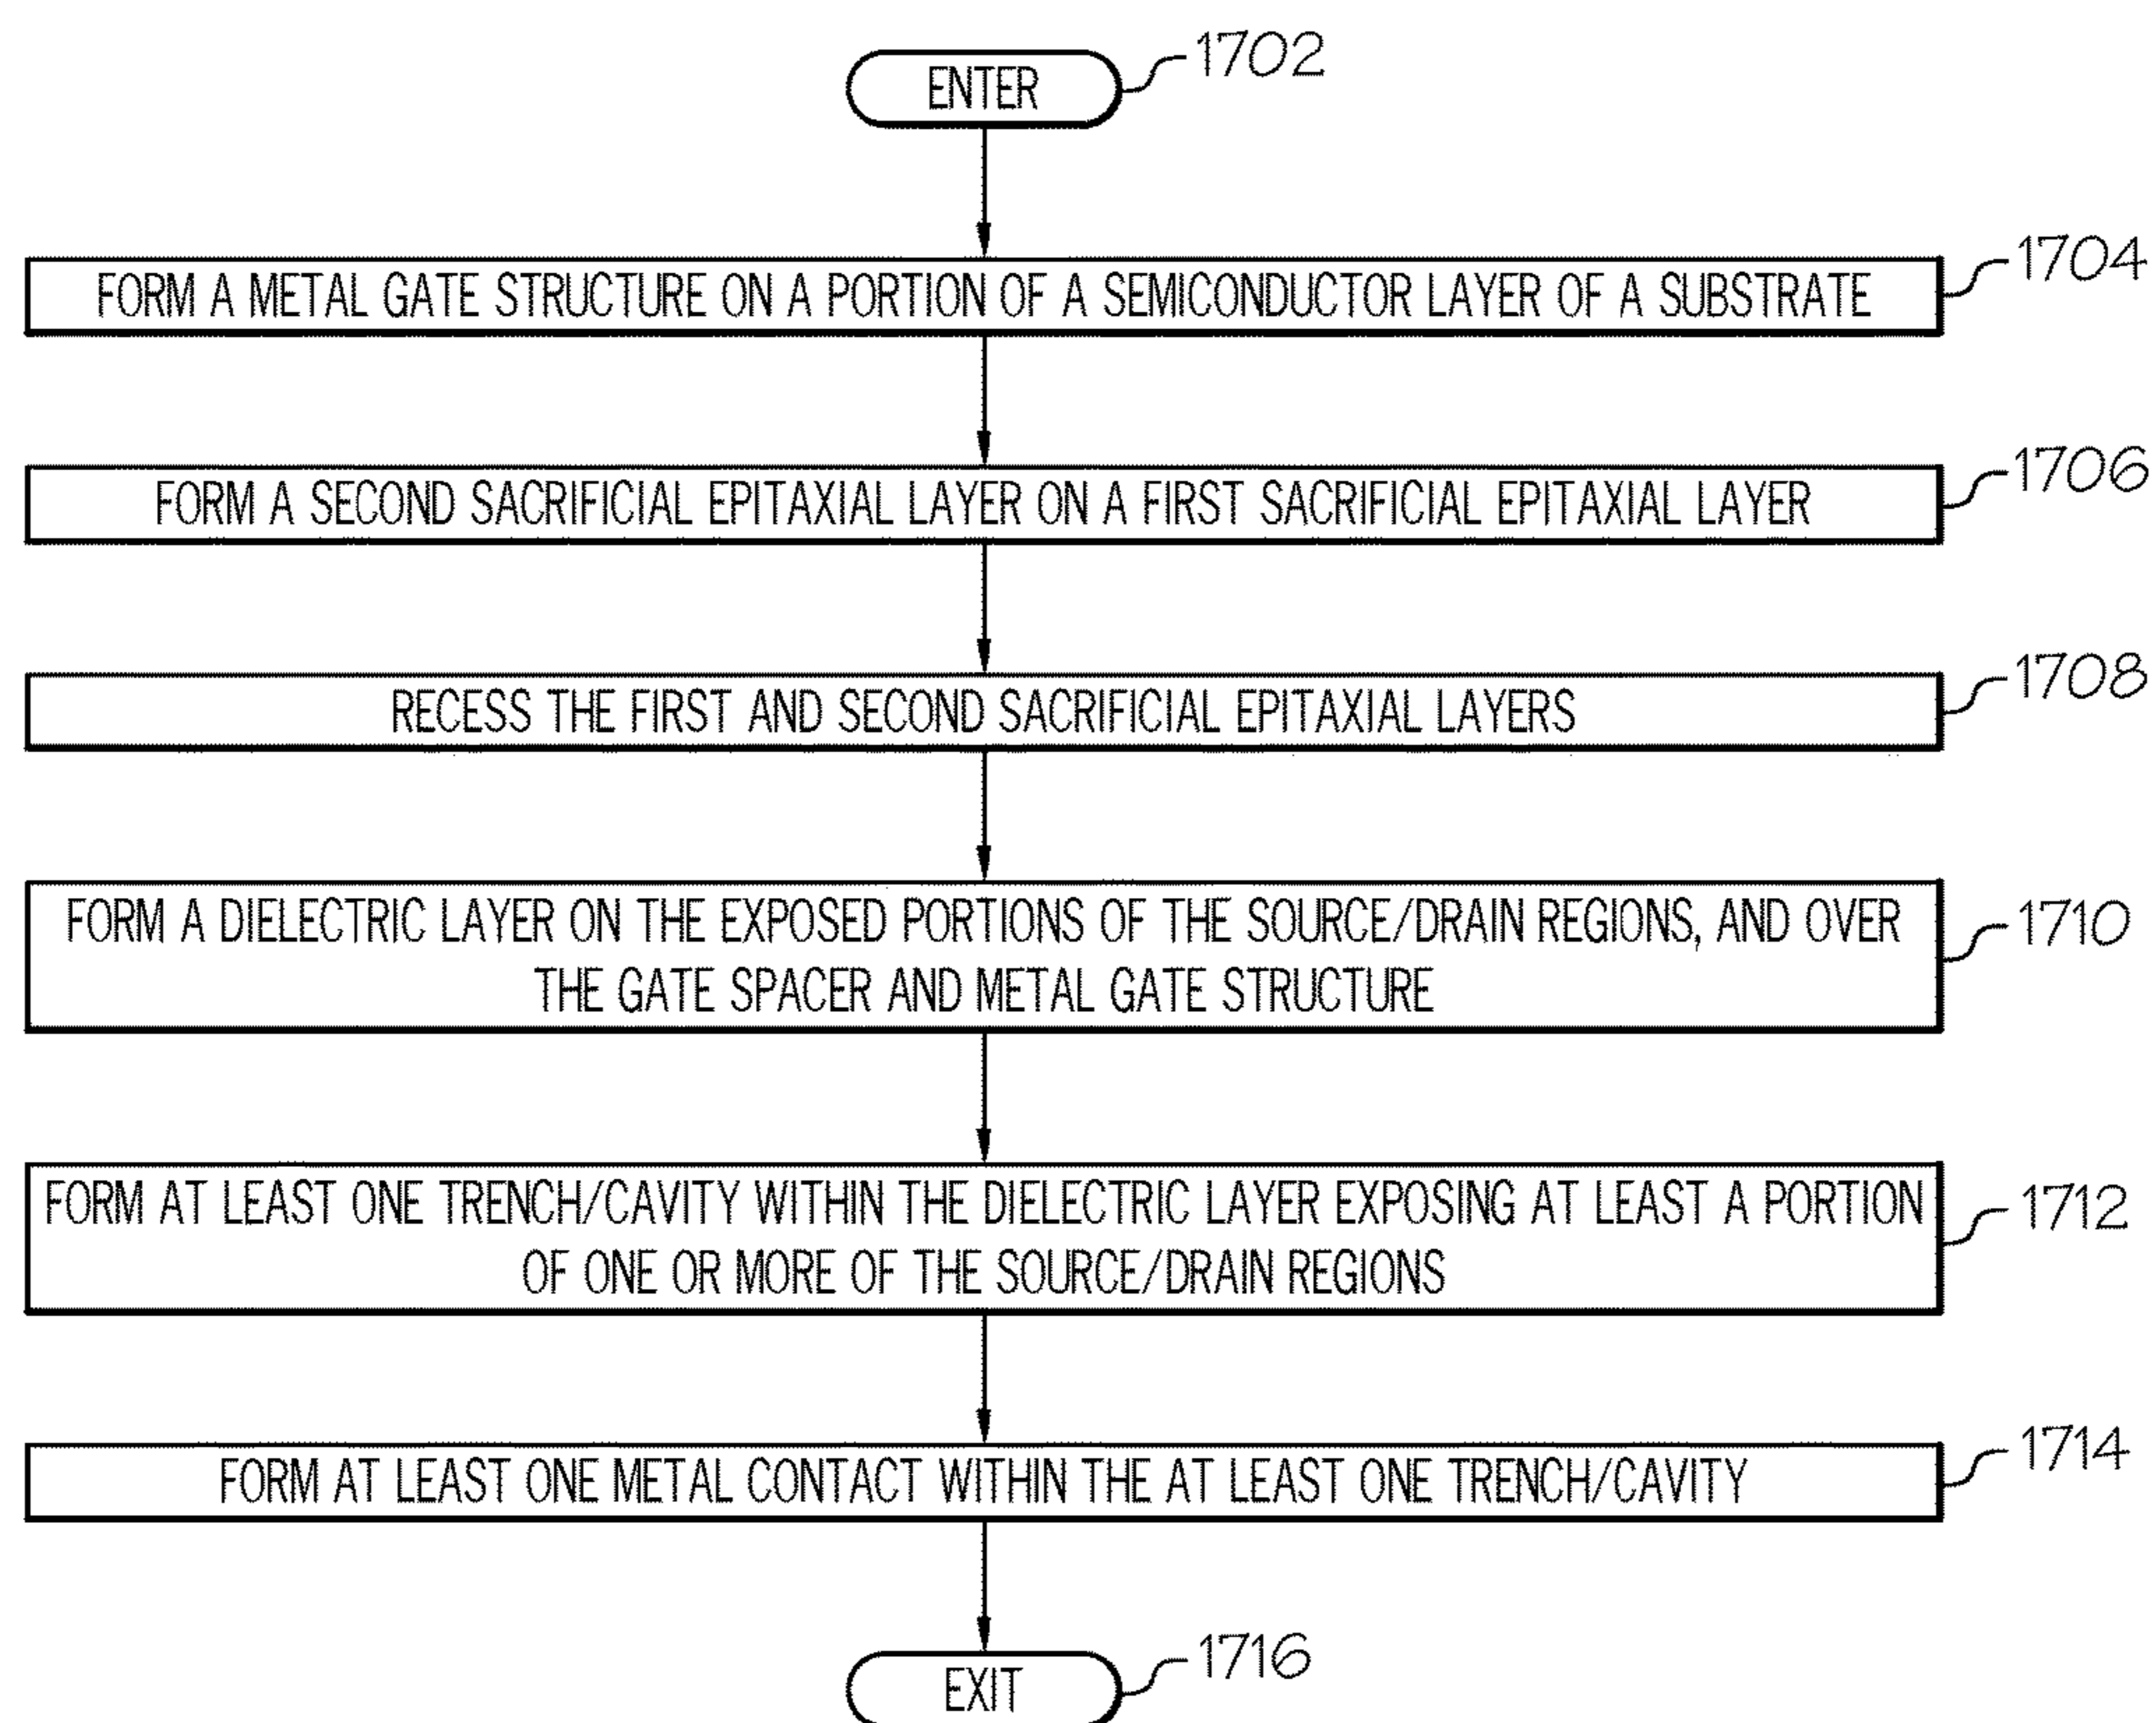 ENTER
1702
FORM A METAL GATE STRUCTURE ON A PORTION OF A SEMICONDUCTOR LAYER OF A SUBSTRATE
1704
FORM A SECOND SACRIFICIAL EPITAXIAL LAYER ON A FIRST SACRIFICIAL EPITAXIAL LAYER
1706
RECESS THE FIRST AND SECOND SACRIFICIAL EPITAXIAL LAYERS
1708
FORM A DIELECTRIC LAYER ON THE EXPOSED PORTIONS OF THE SOURCE/DRAIN REGIONS, AND OVER
THE GATE SPACER AND METAL GATE STRUCTURE
1710
FORM AT LEAST ONE TRENCH/CAVITY WITHIN THE DIELECTRIC LAYER EXPOSING AT LEAST A PORTION
OF ONE OR MORE OF THE SOURCE/DRAIN REGIONS
1712
FORM AT LEAST ONE METAL CONTACT WITHIN THE AT LEAST ONE TRENCH/CAVITY
1714
EXIT
1716